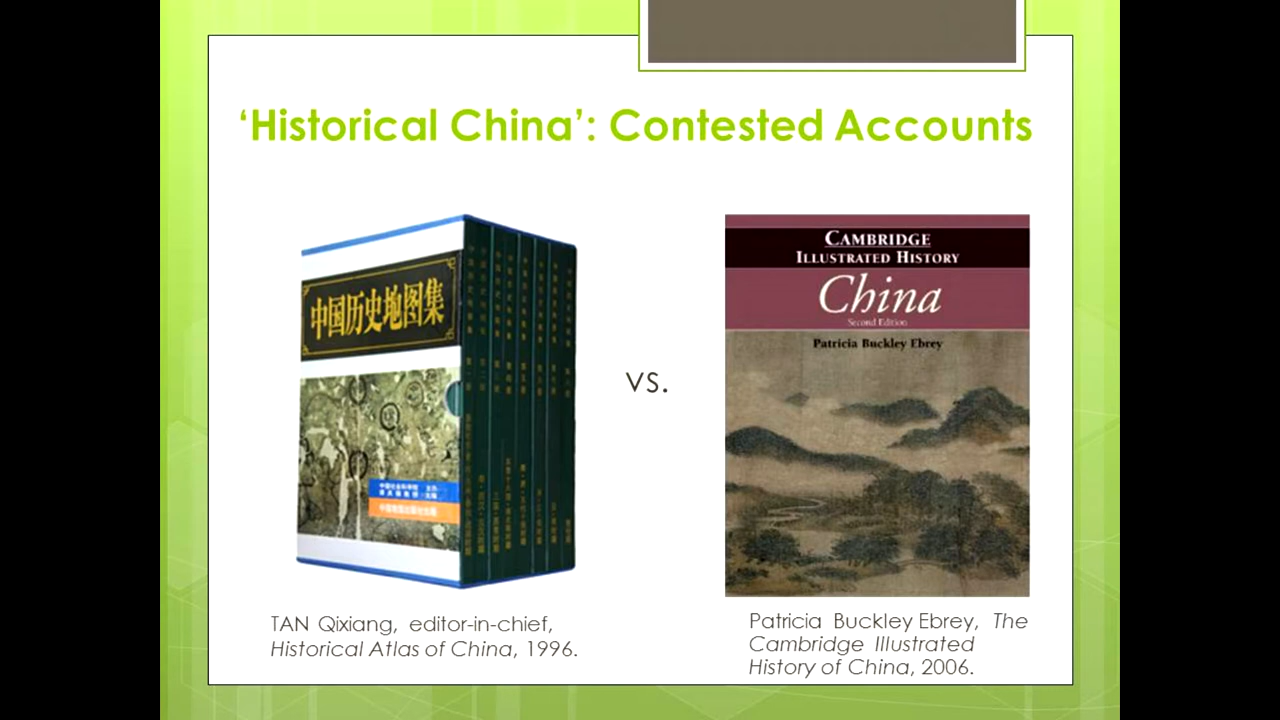 ‘Historical China’: Contested Accounts
中国历史地图集
vs.
CAMBRIDGE
ILLUSTRATED HISTORY
China
Second Edition
Patricia Buckley Ebrey
TAN Qixiang, editor-in-chief,
Historical Atlas of China, 1996.
Patricia Buckley Ebrey, The
Cambridge Illustrated
History of China, 2006.